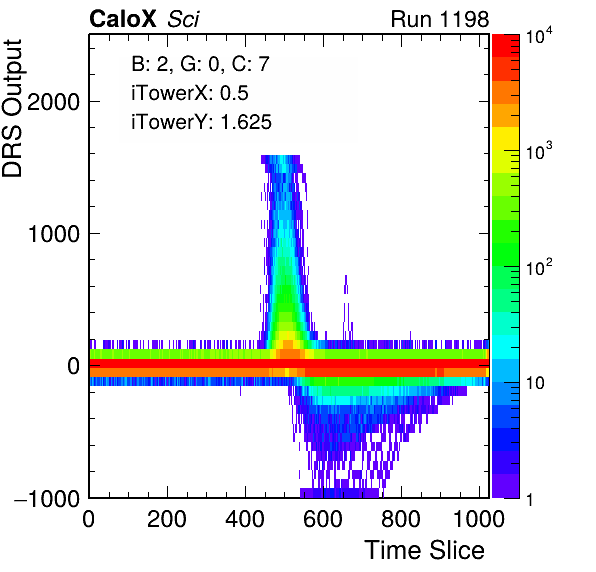 CaloX Sci Run 1198
B: 2, G: 0, C: 7
iTowerX: 0.5
iTowerY: 1.625
DRS Output
2000
1000
0
−1000
0 200 400 600 800 1000
Time Slice
10^4
10^3
10^2
10
1